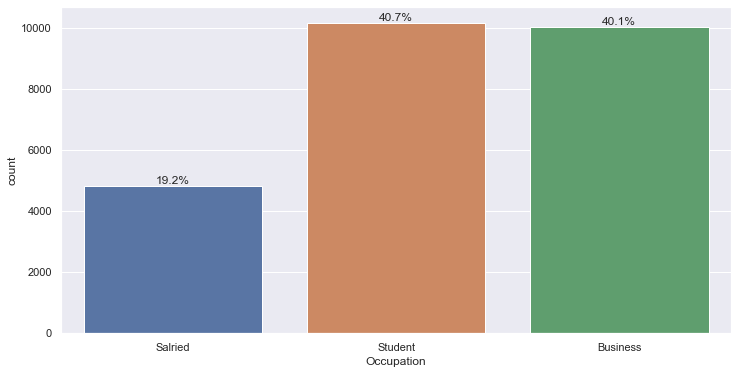 40.7%
40.1%
19.2%
10000
8000
6000
4000
2000
0
count
Salried
Student
Business
Occupation